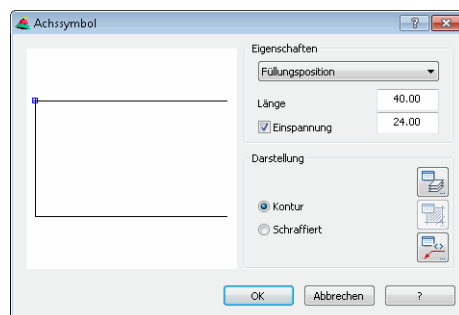 Achssymbol
Eigenschaften
Füllungsposition
Länge 40.00
Einspannung 24.00
Darstellung
Kontur
Schraffiert
OK Abbrechen ?